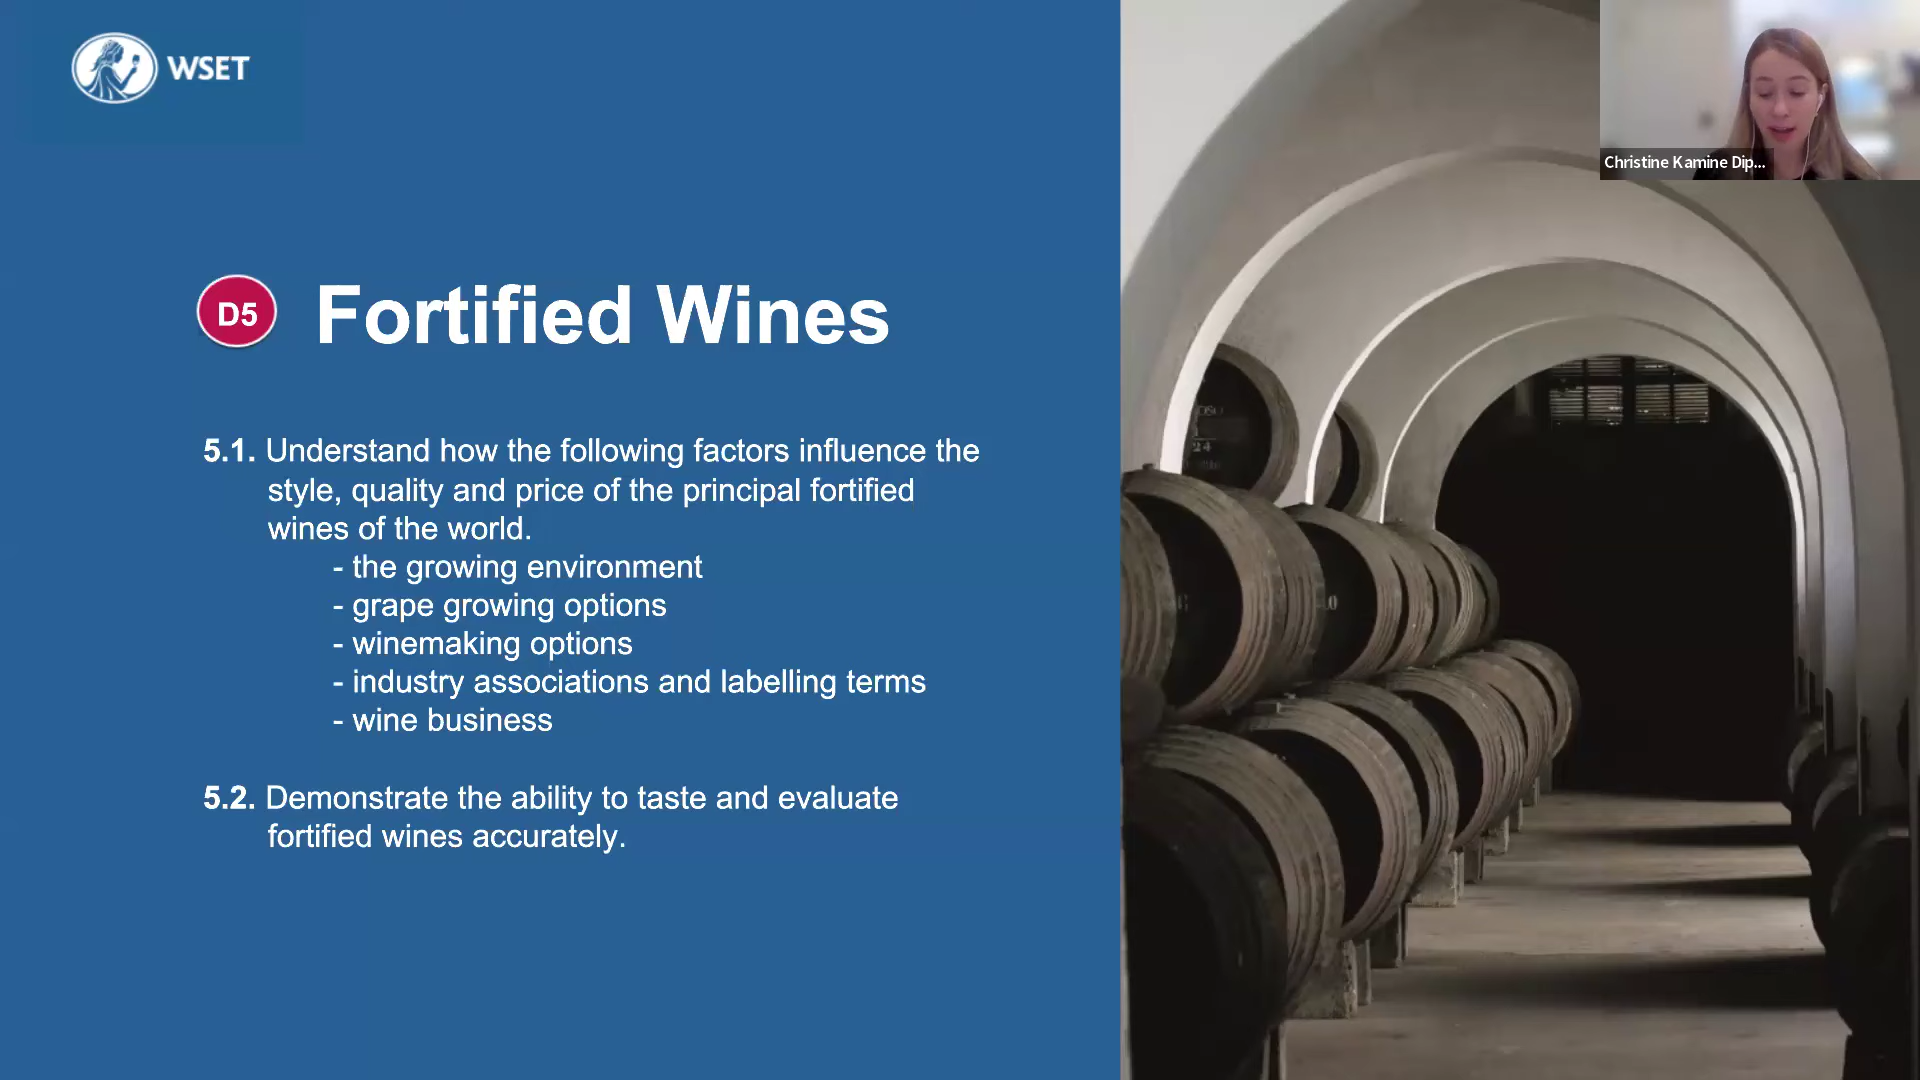 WSET
Christine Kamine Dip...
D5 Fortified Wines
5.1. Understand how the following factors influence the
style, quality and price of the principal fortified
wines of the world.
- the growing environment
- grape growing options
- winemaking options
- industry associations and labelling terms
- wine business
5.2. Demonstrate the ability to taste and evaluate
fortified wines accurately.
24